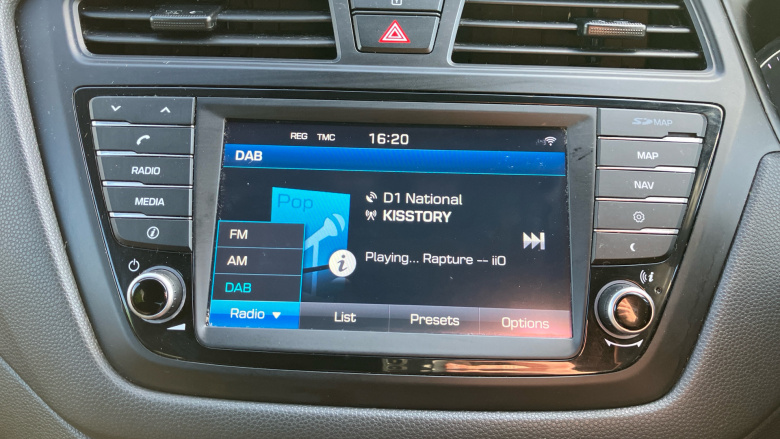 REG TMC 16:20
DAB
Pop
D1 National
KISSTORY
Playing... Rapture -- iiO
FM
AM
DAB
Radio List Presets Options
RADIO
MEDIA
SD MAP
MAP
NAV